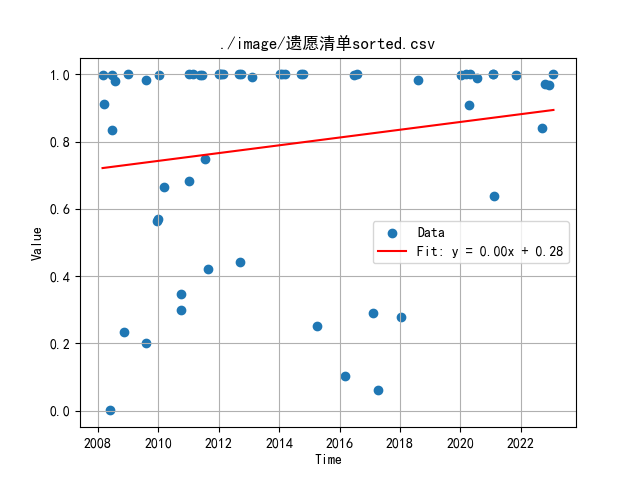 ./image/遗愿清单sorted.csv
1.0
0.8
0.6
0.4
0.2
0.0
Value
Data
Fit: y = 0.00x + 0.28
2008 2010 2012 2014 2016 2018 2020 2022
Time